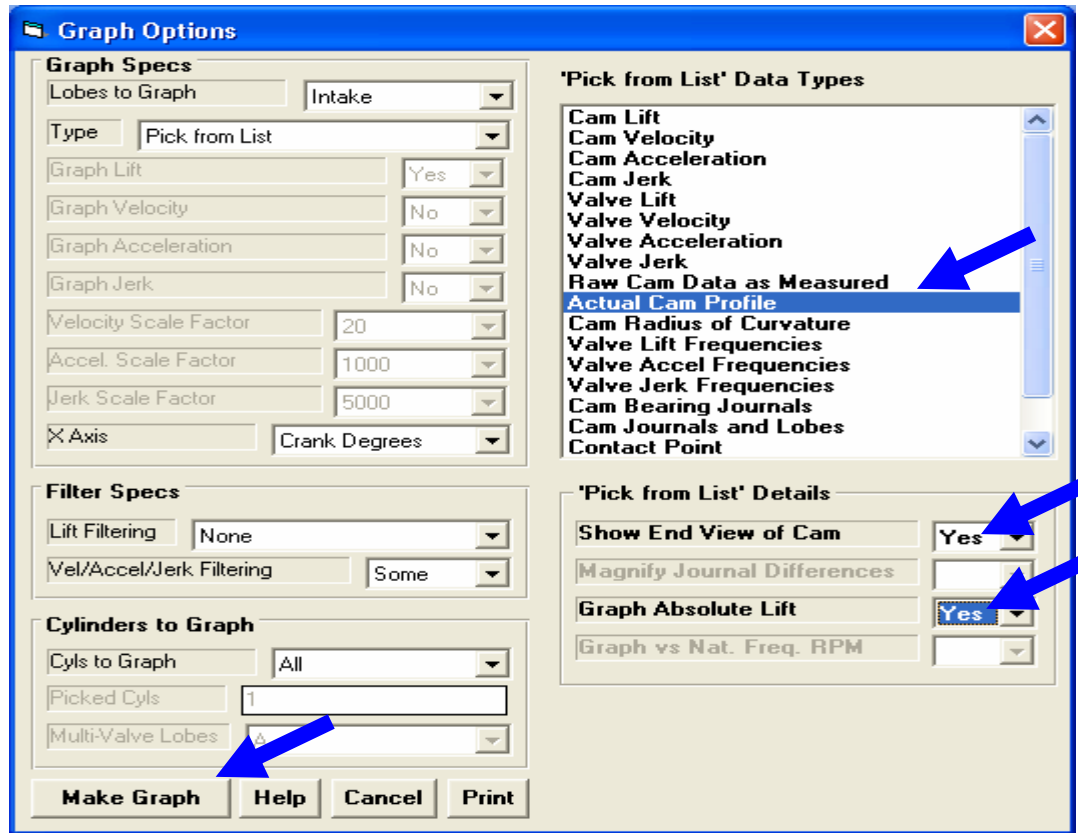 Graph Options
Graph Specs
Lobes to Graph Intake
Type Pick from List
Graph Lift Yes
Graph Velocity No
Graph Acceleration No
Graph Jerk No
Velocity Scale Factor 20
Accel. Scale Factor 1000
Jerk Scale Factor 5000
X Axis Crank Degrees
Filter Specs
Lift Filtering None
Vel/Accel/Jerk Filtering Some
Cylinders to Graph
Cyls to Graph All
Picked Cyls 1
Multi-Valve Lobes
Make Graph Help Cancel Print
'Pick from List' Data Types
Cam Lift
Cam Velocity
Cam Acceleration
Cam Jerk
Valve Lift
Valve Velocity
Valve Acceleration
Valve Jerk
Raw Cam Data as Measured
Actual Cam Profile
Cam Radius of Curvature
Valve Lift Frequencies
Valve Accel Frequencies
Valve Jerk Frequencies
Cam Bearing Journals
Cam Journals and Lobes
Contact Point
'Pick from List' Details
Show End View of Cam Yes
Magnify Journal Differences
Graph Absolute Lift Yes
Graph vs Nat. Freq. RPM